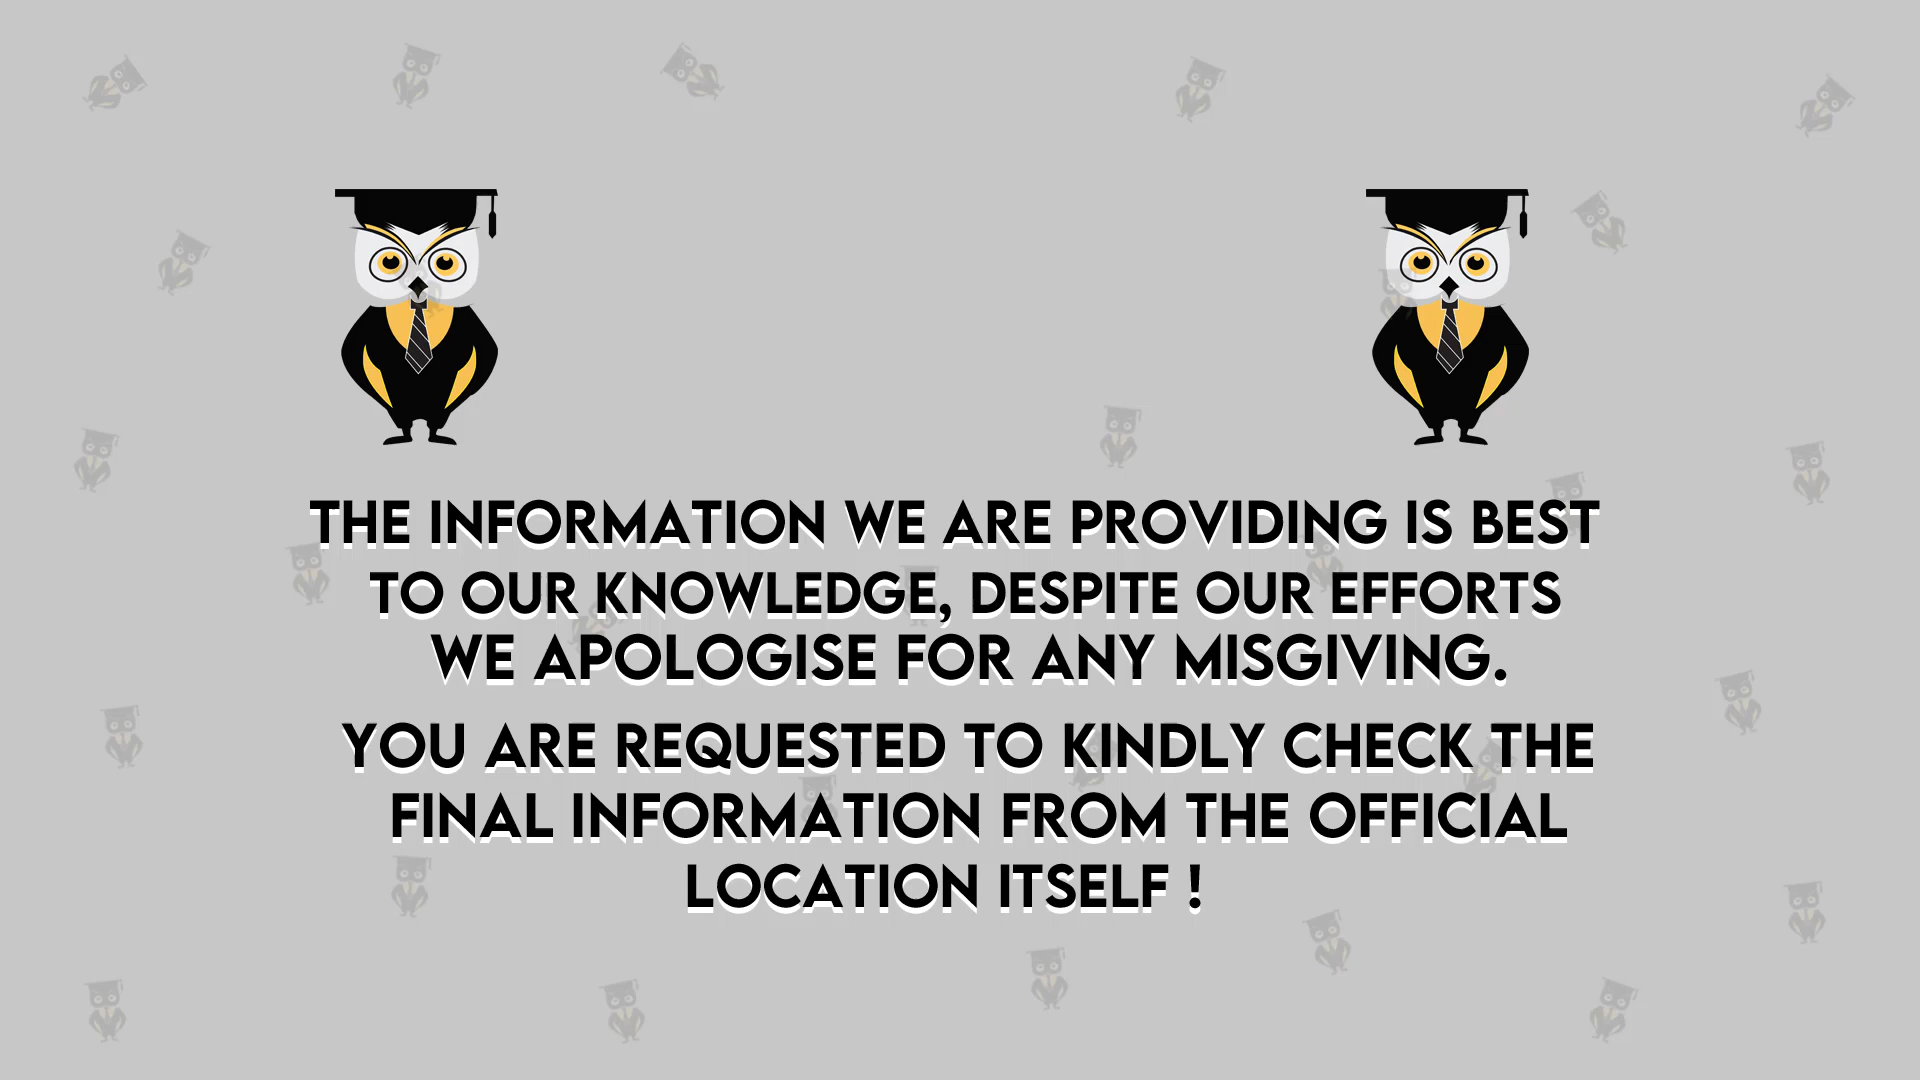 THE INFORMATION WE ARE PROVIDING IS BEST
TO OUR KNOWLEDGE, DESPITE OUR EFFORTS
WE APOLOGISE FOR ANY MISGIVING.
YOU ARE REQUESTED TO KINDLY CHECK THE
FINAL INFORMATION FROM THE OFFICIAL
LOCATION ITSELF !